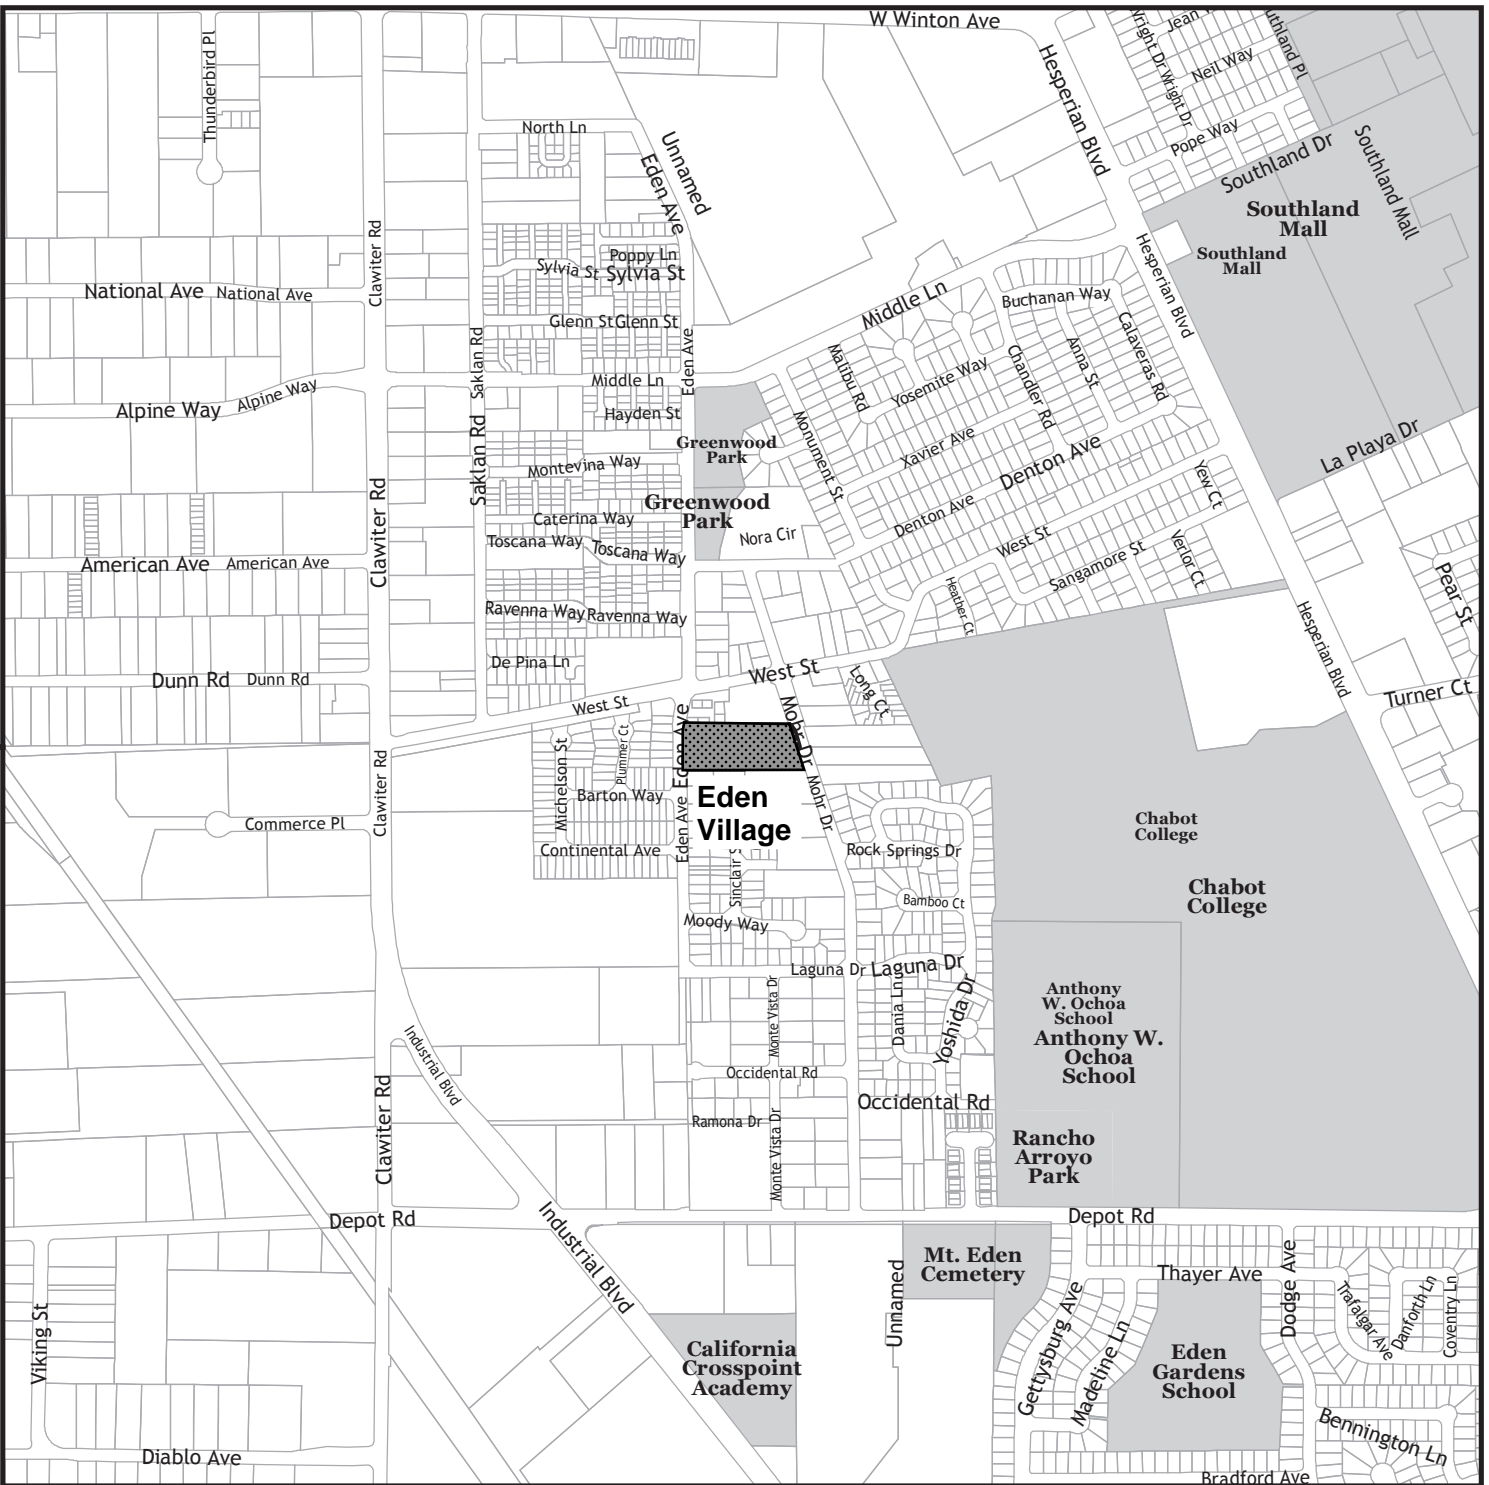 W Winton Ave
Thunderbird Pl
Hesperian Blvd
Wright Dr
Wright Dr
Neil Way
Pope Way
Southland Dr
Southland Mall
Southland
Mall
Southland
Mall
North Ln
Unnamed
Eden Ave
Clawiter Rd
Poppy Ln
Sylvia St
Sylvia St
National Ave
National Ave
Glenn St
Glenn St
Middle Ln
Buchanan Way
Hesperian Blvd
Calaveras Rd
Anna St
Chandler Rd
Malibu Rd
Yosemite Way
Saklan Rd
Eden Ave
Middle Ln
Alpine Way
Alpine Way
Hayden St
Saklan Rd
Greenwood
Park
Monument St
Xavier Ave
Denton Ave
La Playa Dr
Montevina Way
Greenwood
Park
Clawiter Rd
Caterina Way
Denton Ave
Yew Ct
Toscana Way
Toscana Way
Nora Cir
West St
Sangamore St
Verlor Ct
American Ave
American Ave
Heather Ct
Pear St
Ravenna Way
Ravenna Way
Hesperian Blvd
De Pina Ln
West St
Long Ct
Dunn Rd
Dunn Rd
Turner Ct
West St
Eden Ave
Mohr Dr
Plummer Ct
Michelson St
Clawiter Rd
Barton Way
Eden
Village
Mohr Dr
Commerce Pl
Eden Ave
Continental Ave
Rock Springs Dr
Chabot
College
Chabot
College
Bamboo Ct
Moody Way
Laguna Dr
Laguna Dr
Monte Vista Dr
Dania Ln
Yoshida Dr
Anthony
W. Ochoa
School
Anthony W.
Ochoa
School
Industrial Blvd
Occidental Rd
Clawiter Rd
Occidental Rd
Ramona Dr
Monte Vista Dr
Rancho
Arroyo
Park
Depot Rd
Depot Rd
Industrial Blvd
Mt. Eden
Cemetery
Unnamed
Thayer Ave
Dodge Ave
Trafalgar Ave
Danforth Ln
Coventry Ln
Viking St
Gettysburg Ave
Madeline Ln
California
Crosspoint
Academy
Eden
Gardens
School
Bennington Ln
Diablo Ave
Bradford Ave